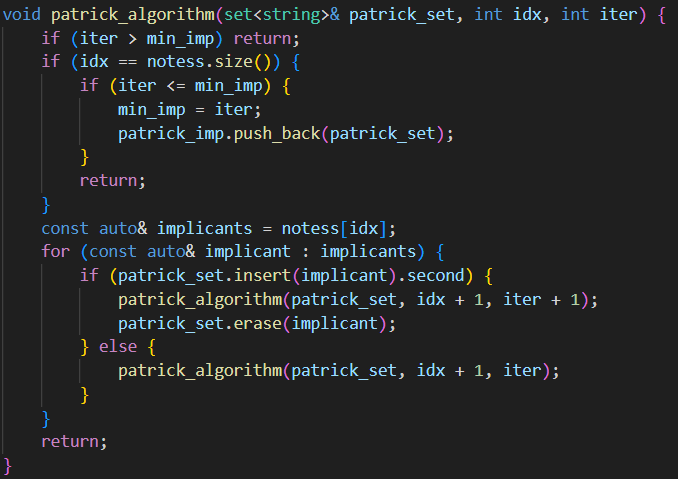 void patrick_algorithm(set<string>& patrick_set, int idx, int iter) {
    if (iter > min_imp) return;
    if (idx == notess.size()) {
        if (iter <= min_imp) {
            min_imp = iter;
            patrick_imp.push_back(patrick_set);
        }
        return;
    }
    const auto& implicants = notess[idx];
    for (const auto& implicant : implicants) {
        if (patrick_set.insert(implicant).second) {
            patrick_algorithm(patrick_set, idx + 1, iter + 1);
            patrick_set.erase(implicant);
        } else {
            patrick_algorithm(patrick_set, idx + 1, iter);
        }
    }
    return;
}